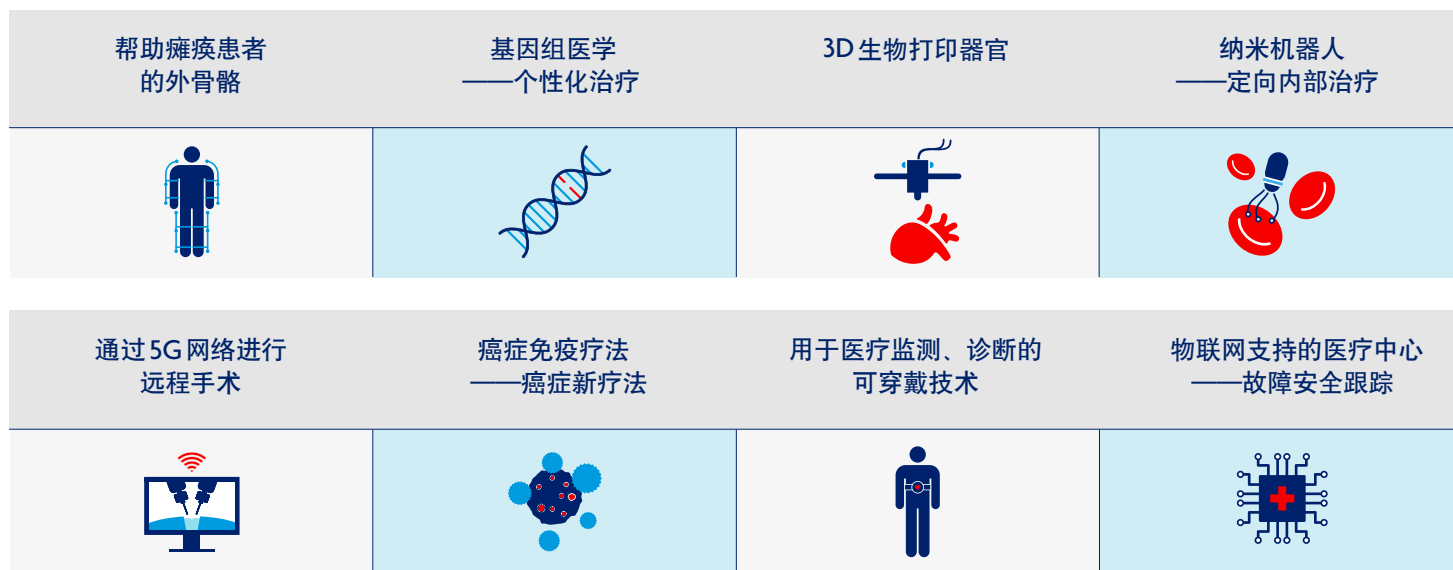 帮助瘫痪患者
的外骨骼
基因组医学
——个性化治疗
3D生物打印器官
纳米机器人
——定向内部治疗
通过5G网络进行
远程手术
癌症免疫疗法
——癌症新疗法
用于医疗监测、诊断的
可穿戴技术
物联网支持的医疗中心
——故障安全跟踪